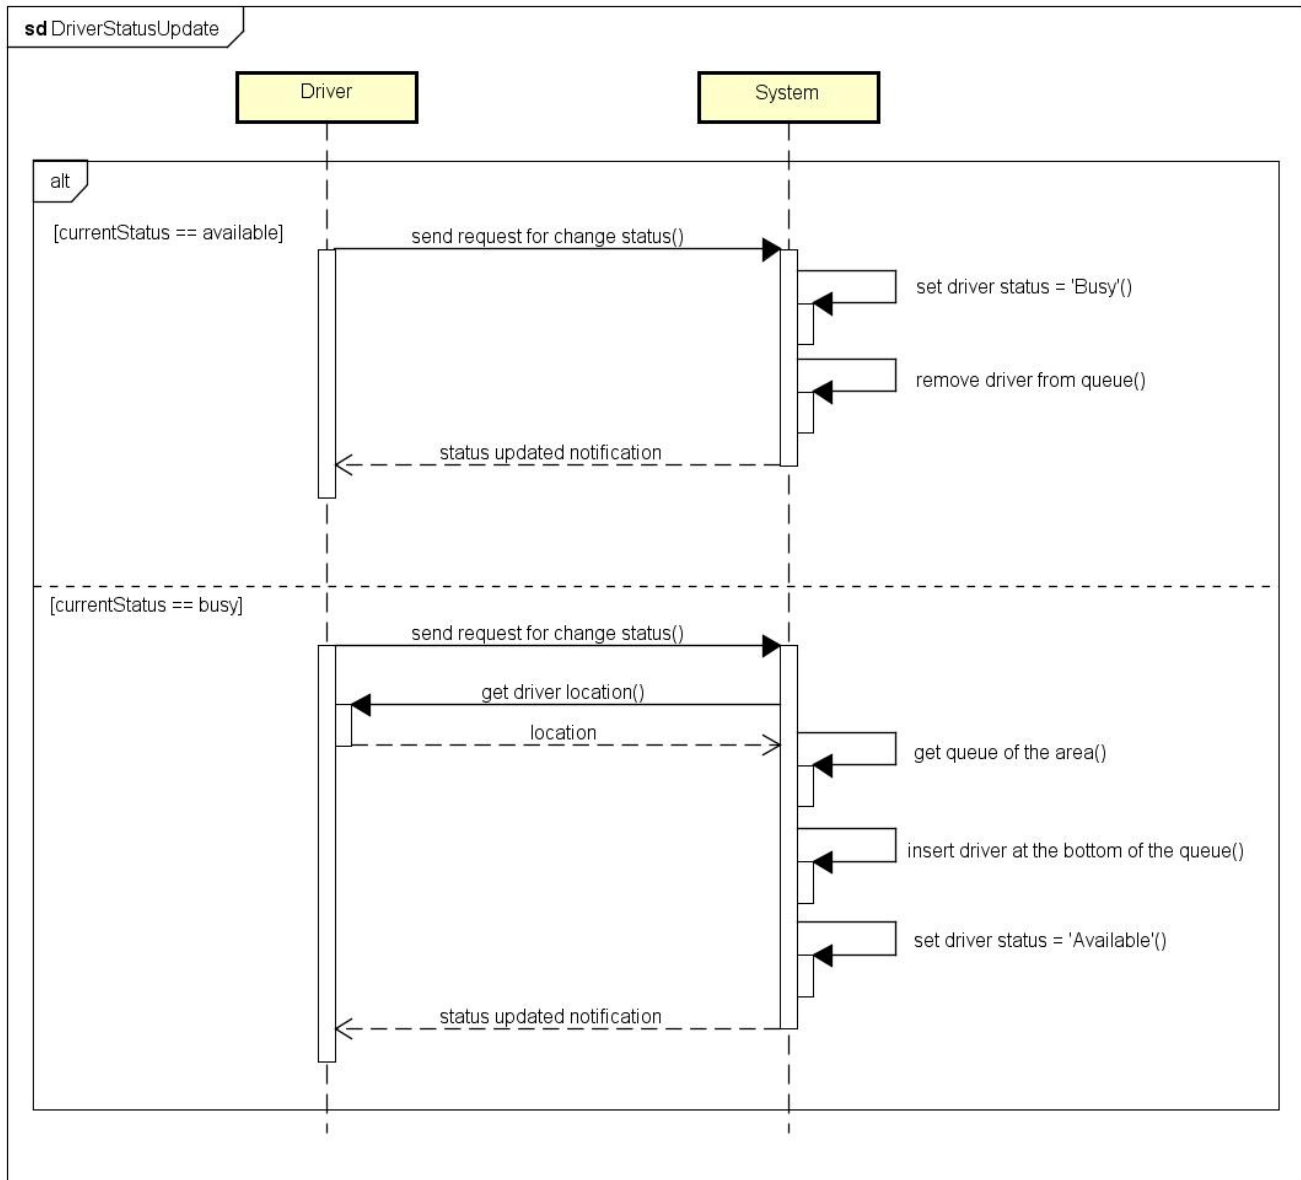 sd DriverStatusUpdate
Driver
System
alt
[currentStatus == available]
send request for change status()
set driver status = 'Busy'()
remove driver from queue()
status updated notification
[currentStatus == busy]
send request for change status()
get driver location()
location
get queue of the area()
insert driver at the bottom of the queue()
set driver status = 'Available'()
status updated notification